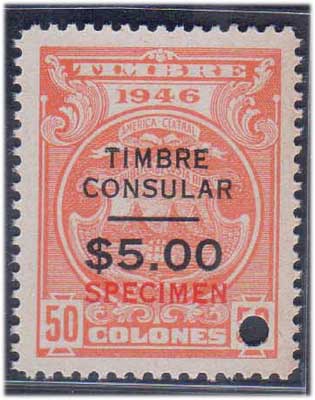 TIMBRE
1946
AMERICA CENTRAL
TIMBRE
CONSULAR
$5.00
SPECIMEN
50 COLONES